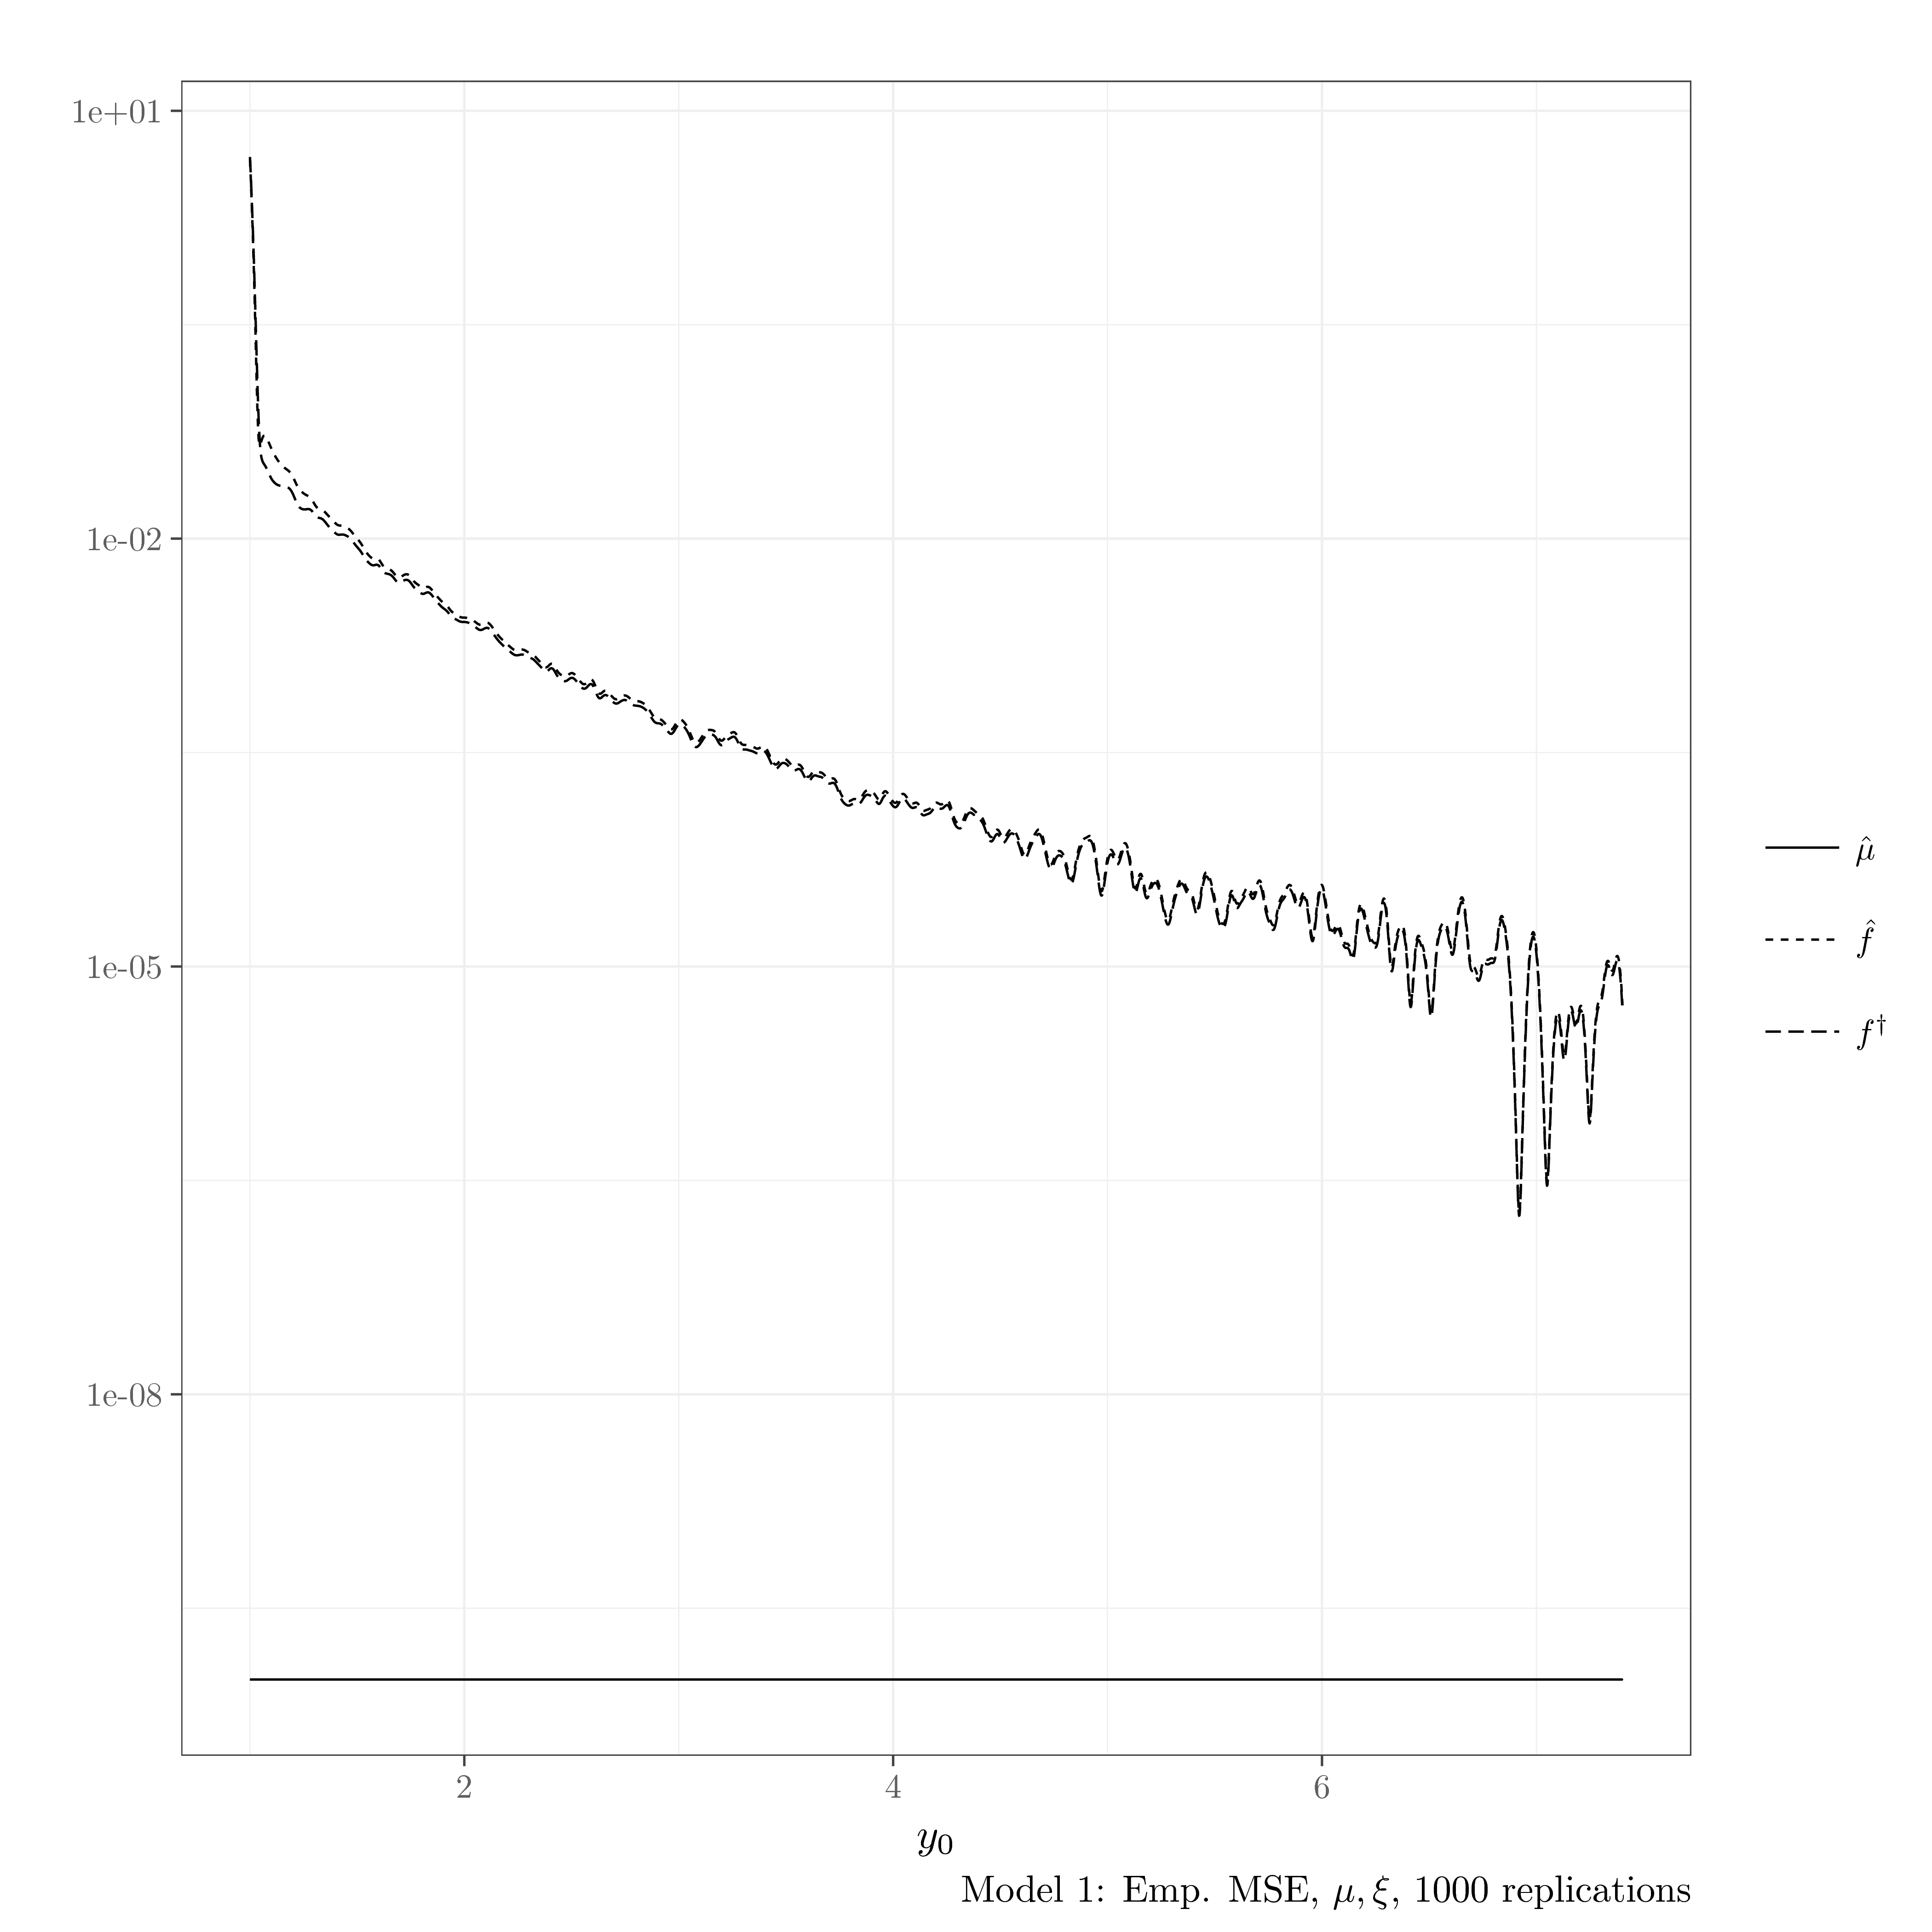 1e+01
1e-02
1e-05
1e-08
2 4 6
y₀
Model 1: Emp. MSE, μ, ξ, 1000 replications
μ̂
f̂
f†